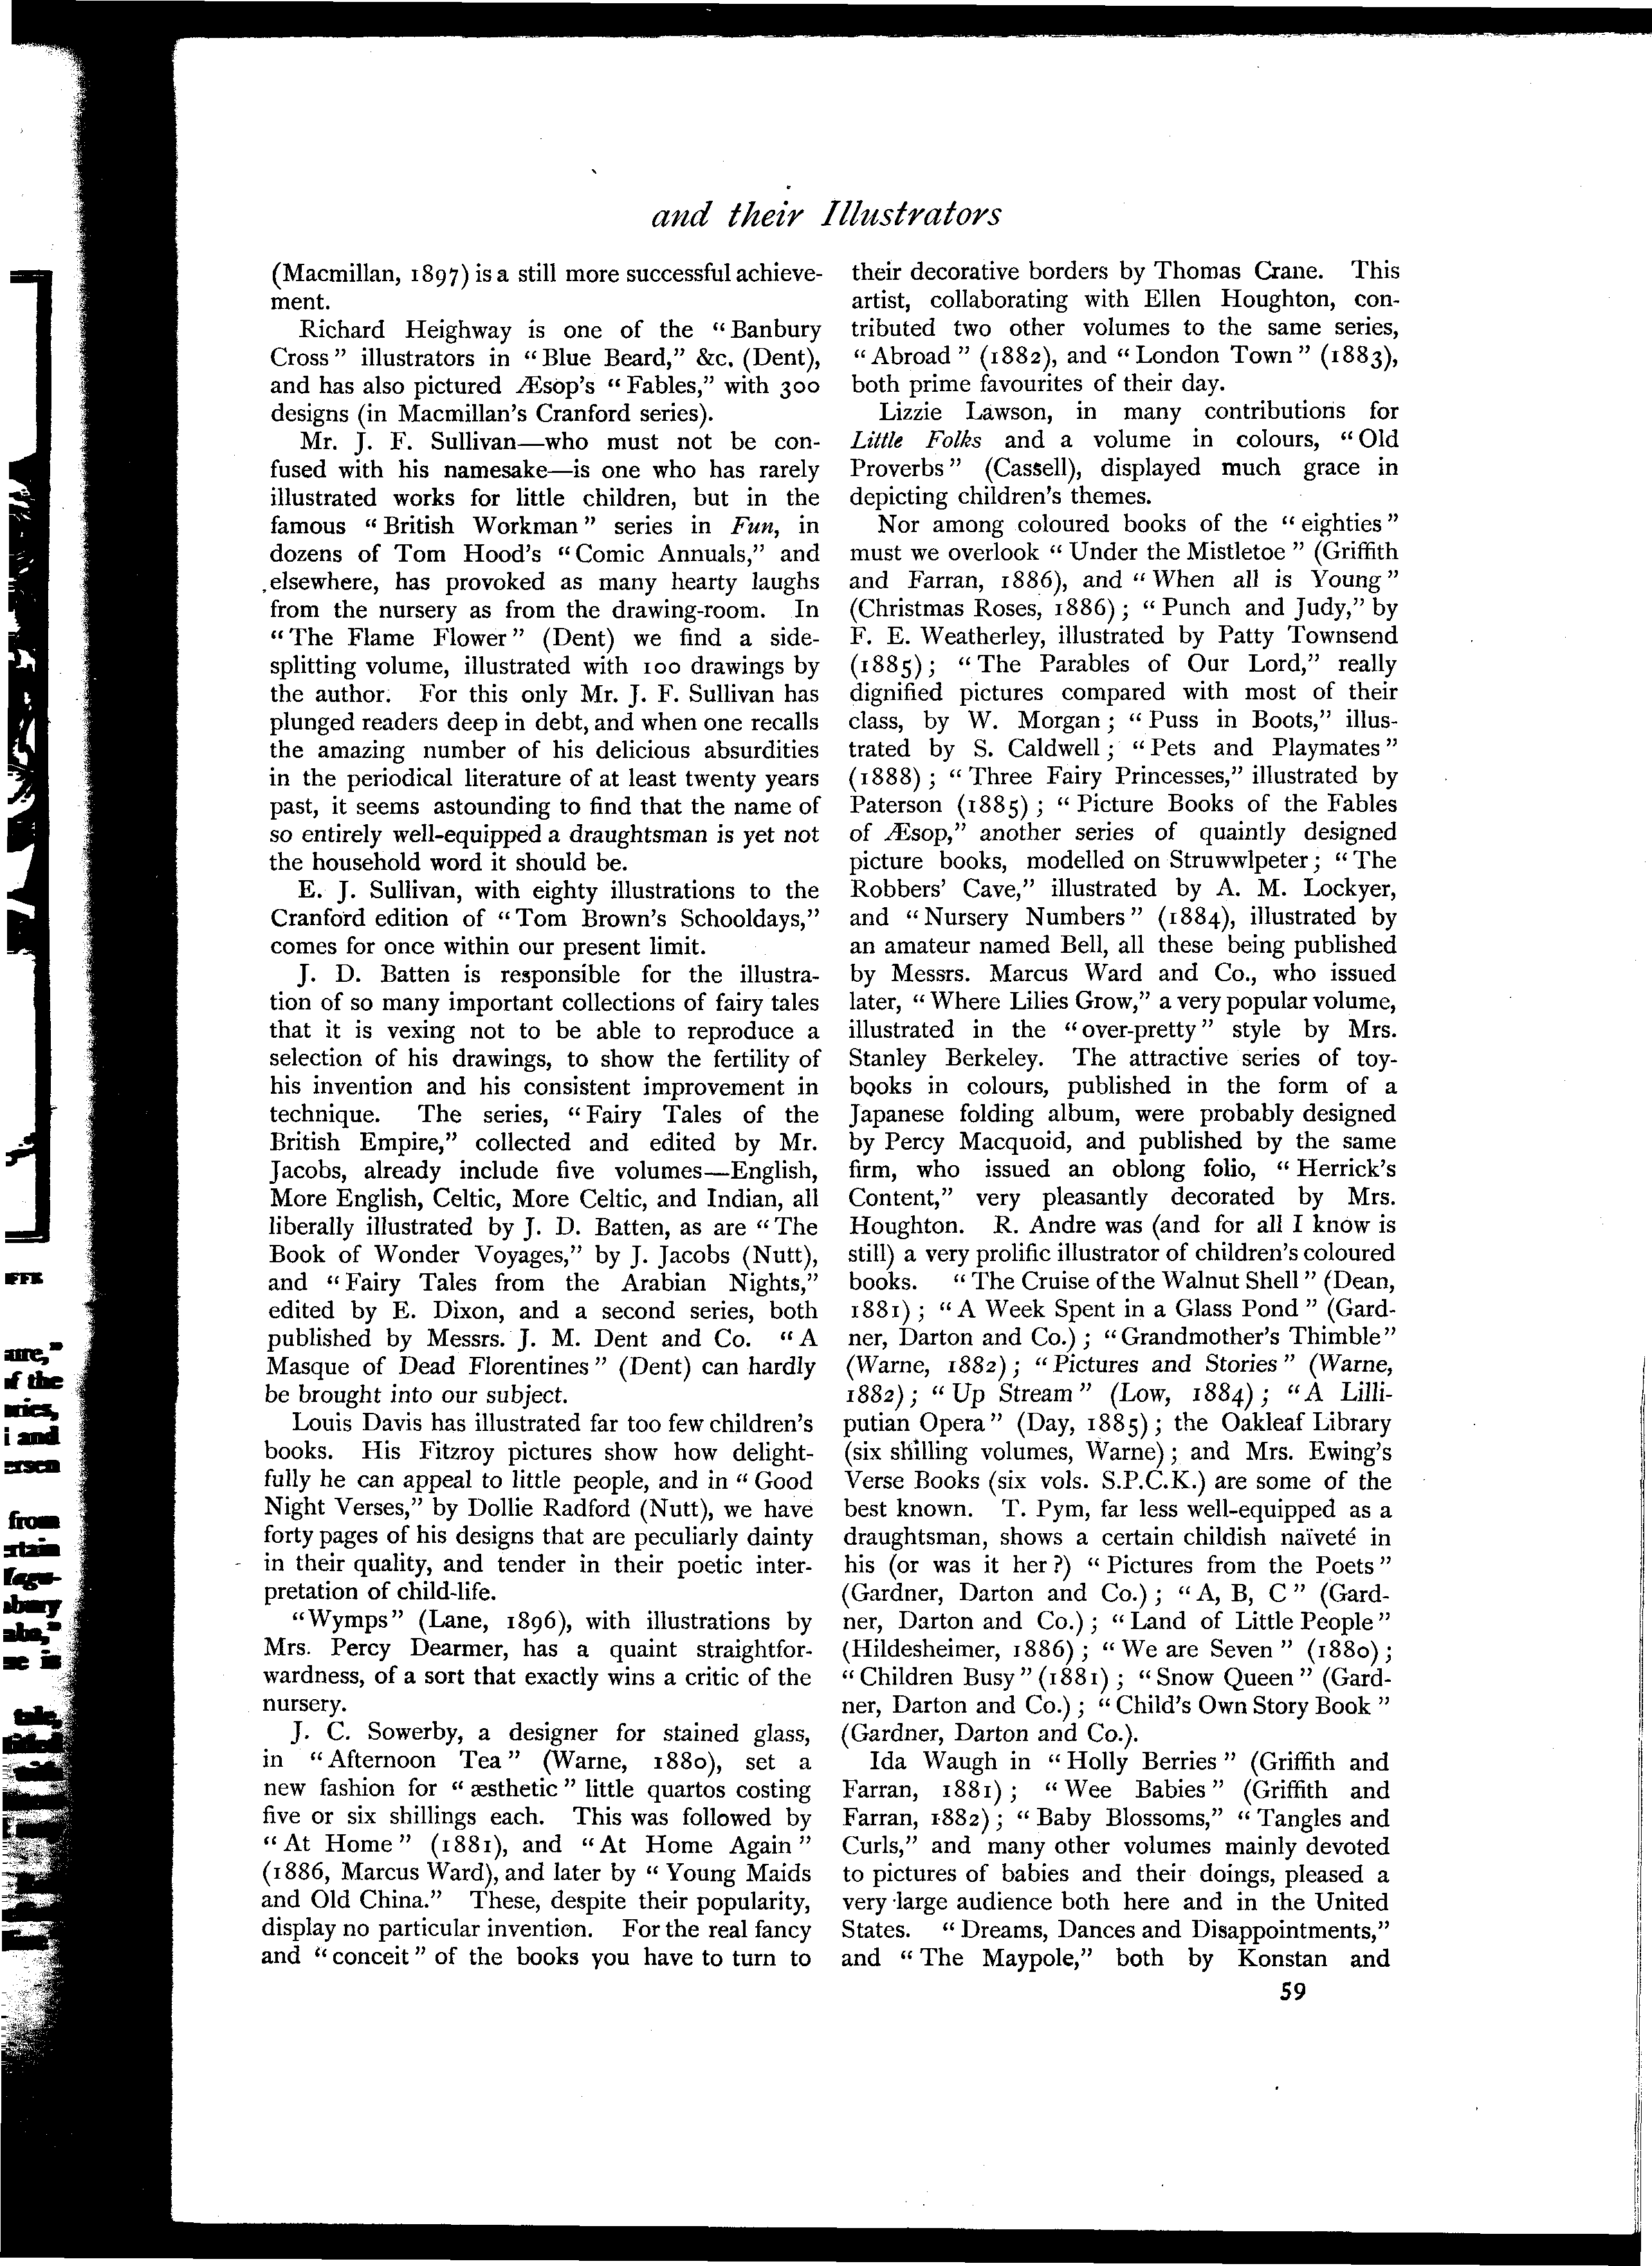 and their Illustrators
(Macmillan, 1897) is a still more successful achieve-
ment.
Richard Heighway is one of the “Banbury
Cross” illustrators in “Blue Beard,” &c. (Dent),
and has also pictured Æsop's “Fables,” with 300
designs (in Macmillan's Cranford series).
Mr. J. F. Sullivan—who must not be con-
fused with his namesake—is one who has rarely
illustrated works for little children, but in the
famous “British Workman” series in Fun, in
dozens of Tom Hood's “Comic Annuals,” and
elsewhere, has provoked as many hearty laughs
from the nursery as from the drawing-room. In
“The Flame Flower” (Dent) we find a side-
splitting volume, illustrated with 100 drawings by
the author. For this only Mr. J. F. Sullivan has
plunged readers deep in debt, and when one recalls
the amazing number of his delicious absurdities
in the periodical literature of at least twenty years
past, it seems astounding to find that the name of
so entirely well-equipped a draughtsman is yet not
the household word it should be.
E. J. Sullivan, with eighty illustrations to the
Cranford edition of “Tom Brown's Schooldays,”
comes for once within our present limit.
J. D. Batten is responsible for the illustra-
tion of so many important collections of fairy tales
that it is vexing not to be able to reproduce a
selection of his drawings, to show the fertility of
his invention and his consistent improvement in
technique. The series, “Fairy Tales of the
British Empire,” collected and edited by Mr.
Jacobs, already include five volumes—English,
More English, Celtic, More Celtic, and Indian, all
liberally illustrated by J. D. Batten, as are “The
Book of Wonder Voyages,” by J. Jacobs (Nutt),
and “Fairy Tales from the Arabian Nights,”
edited by E. Dixon, and a second series, both
published by Messrs. J. M. Dent and Co. “A
Masque of Dead Florentines” (Dent) can hardly
be brought into our subject.
Louis Davis has illustrated far too few children's
books. His Fitzroy pictures show how delight-
fully he can appeal to little people, and in “Good
Night Verses,” by Dollie Radford (Nutt), we have
forty pages of his designs that are peculiarly dainty
in their quality, and tender in their poetic inter-
pretation of child-life.
“Wymps” (Lane, 1896), with illustrations by
Mrs. Percy Dearmer, has a quaint straightfor-
wardness, of a sort that exactly wins a critic of the
nursery.
J. C. Sowerby, a designer for stained glass,
in “Afternoon Tea” (Warne, 1880), set a
new fashion for “æsthetic” little quartos costing
five or six shillings each. This was followed by
“At Home” (1881), and “At Home Again”
(1886, Marcus Ward), and later by “Young Maids
and Old China.” These, despite their popularity,
display no particular invention. For the real fancy
and “conceit” of the books you have to turn to
their decorative borders by Thomas Crane. This
artist, collaborating with Ellen Houghton, con-
tributed two other volumes to the same series,
“Abroad” (1882), and “London Town” (1883),
both prime favourites of their day.
Lizzie Lawson, in many contributions for
Little Folks and a volume in colours, “Old
Proverbs” (Cassell), displayed much grace in
depicting children's themes.
Nor among coloured books of the “eighties”
must we overlook “Under the Mistletoe” (Griffith
and Farran, 1886), and “When all is Young”
(Christmas Roses, 1886); “Punch and Judy,” by
F. E. Weatherley, illustrated by Patty Townsend
(1885); “The Parables of Our Lord,” really
dignified pictures compared with most of their
class, by W. Morgan; “Puss in Boots,” illus-
trated by S. Caldwell; “Pets and Playmates”
(1888); “Three Fairy Princesses,” illustrated by
Paterson (1885); “Picture Books of the Fables
of Æsop,” another series of quaintly designed
picture books, modelled on Struwwlpeter; “The
Robbers' Cave,” illustrated by A. M. Lockyer,
and “Nursery Numbers” (1884), illustrated by
an amateur named Bell, all these being published
by Messrs. Marcus Ward and Co., who issued
later, “Where Lilies Grow,” a very popular volume,
illustrated in the “over-pretty” style by Mrs.
Stanley Berkeley. The attractive series of toy-
books in colours, published in the form of a
Japanese folding album, were probably designed
by Percy Macquoid, and published by the same
firm, who issued an oblong folio, “Herrick's
Content,” very pleasantly decorated by Mrs.
Houghton. R. Andre was (and for all I know is
still) a very prolific illustrator of children's coloured
books. “The Cruise of the Walnut Shell” (Dean,
1881); “A Week Spent in a Glass Pond” (Gard-
ner, Darton and Co.); “Grandmother's Thimble”
(Warne, 1882); “Pictures and Stories” (Warne,
1882); “Up Stream” (Low, 1884); “A Lilli-
putian Opera” (Day, 1885); the Oakleaf Library
(six shilling volumes, Warne); and Mrs. Ewing's
Verse Books (six vols. S.P.C.K.) are some of the
best known. T. Pym, far less well-equipped as a
draughtsman, shows a certain childish naïveté in
his (or was it her?) “Pictures from the Poets”
(Gardner, Darton and Co.); “A, B, C” (Gard-
ner, Darton and Co.); “Land of Little People”
(Hildesheimer, 1886); “We are Seven” (1880);
“Children Busy” (1881); “Snow Queen” (Gard-
ner, Darton and Co.); “Child's Own Story Book”
(Gardner, Darton and Co.).
Ida Waugh in “Holly Berries” (Griffith and
Farran, 1881); “Wee Babies” (Griffith and
Farran, 1882); “Baby Blossoms,” “Tangles and
Curls,” and many other volumes mainly devoted
to pictures of babies and their doings, pleased a
very large audience both here and in the United
States. “Dreams, Dances and Disappointments,”
and “The Maypole,” both by Konstan and
59